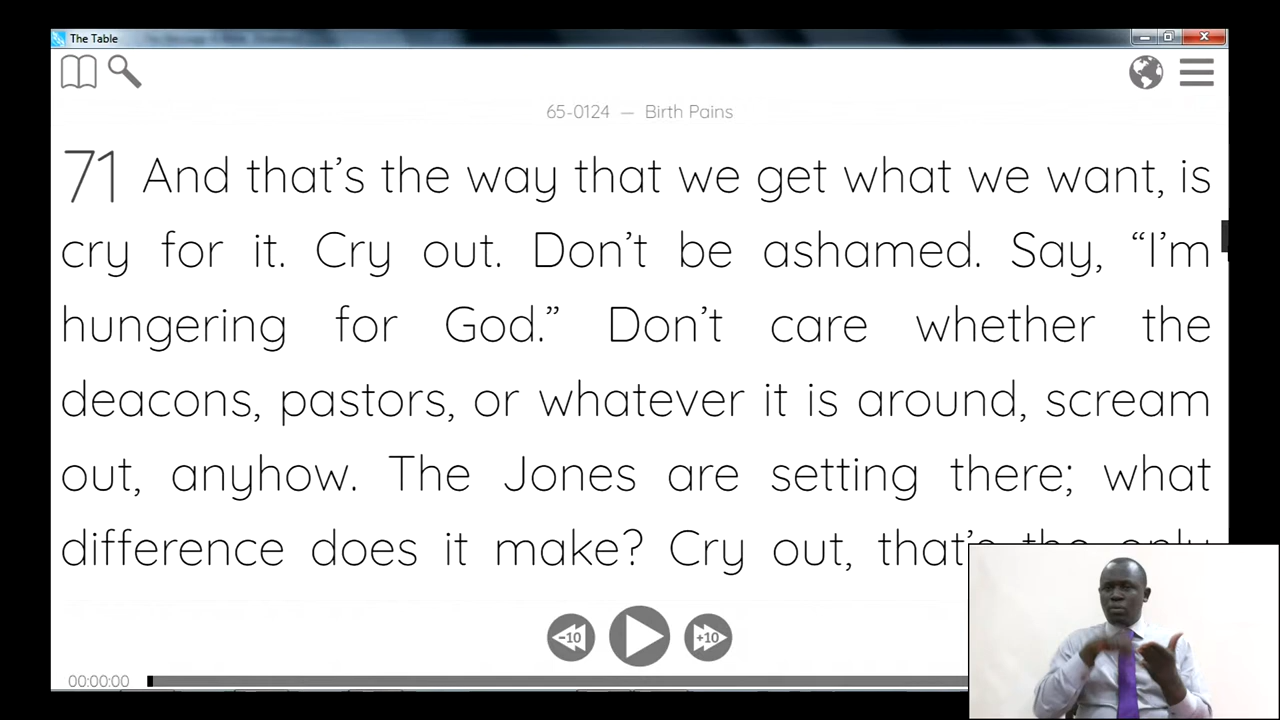 The Table
65-0124 — Birth Pains
71 And that’s the way that we get what we want, is
cry for it. Cry out. Don’t be ashamed. Say, “I’m
hungering for God.” Don’t care whether the
deacons, pastors, or whatever it is around, scream
out, anyhow. The Jones are setting there; what
difference does it make? Cry out, that’s the only
-10 +10
00:00:00